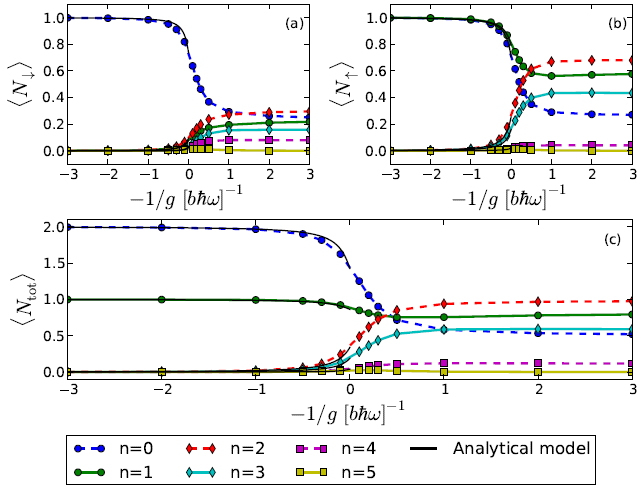 (a)
1.0
0.8
0.6
0.4
0.2
0.0
⟨N↓⟩
−3 −2 −1 0 1 2 3
−1/g [bħω]⁻¹
(b)
1.0
0.8
0.6
0.4
0.2
0.0
⟨N↑⟩
−3 −2 −1 0 1 2 3
−1/g [bħω]⁻¹
(c)
2.0
1.5
1.0
0.5
0.0
⟨N_tot⟩
−3 −2 −1 0 1 2 3
−1/g [bħω]⁻¹
n=0 n=2 n=4 Analytical model
n=1 n=3 n=5